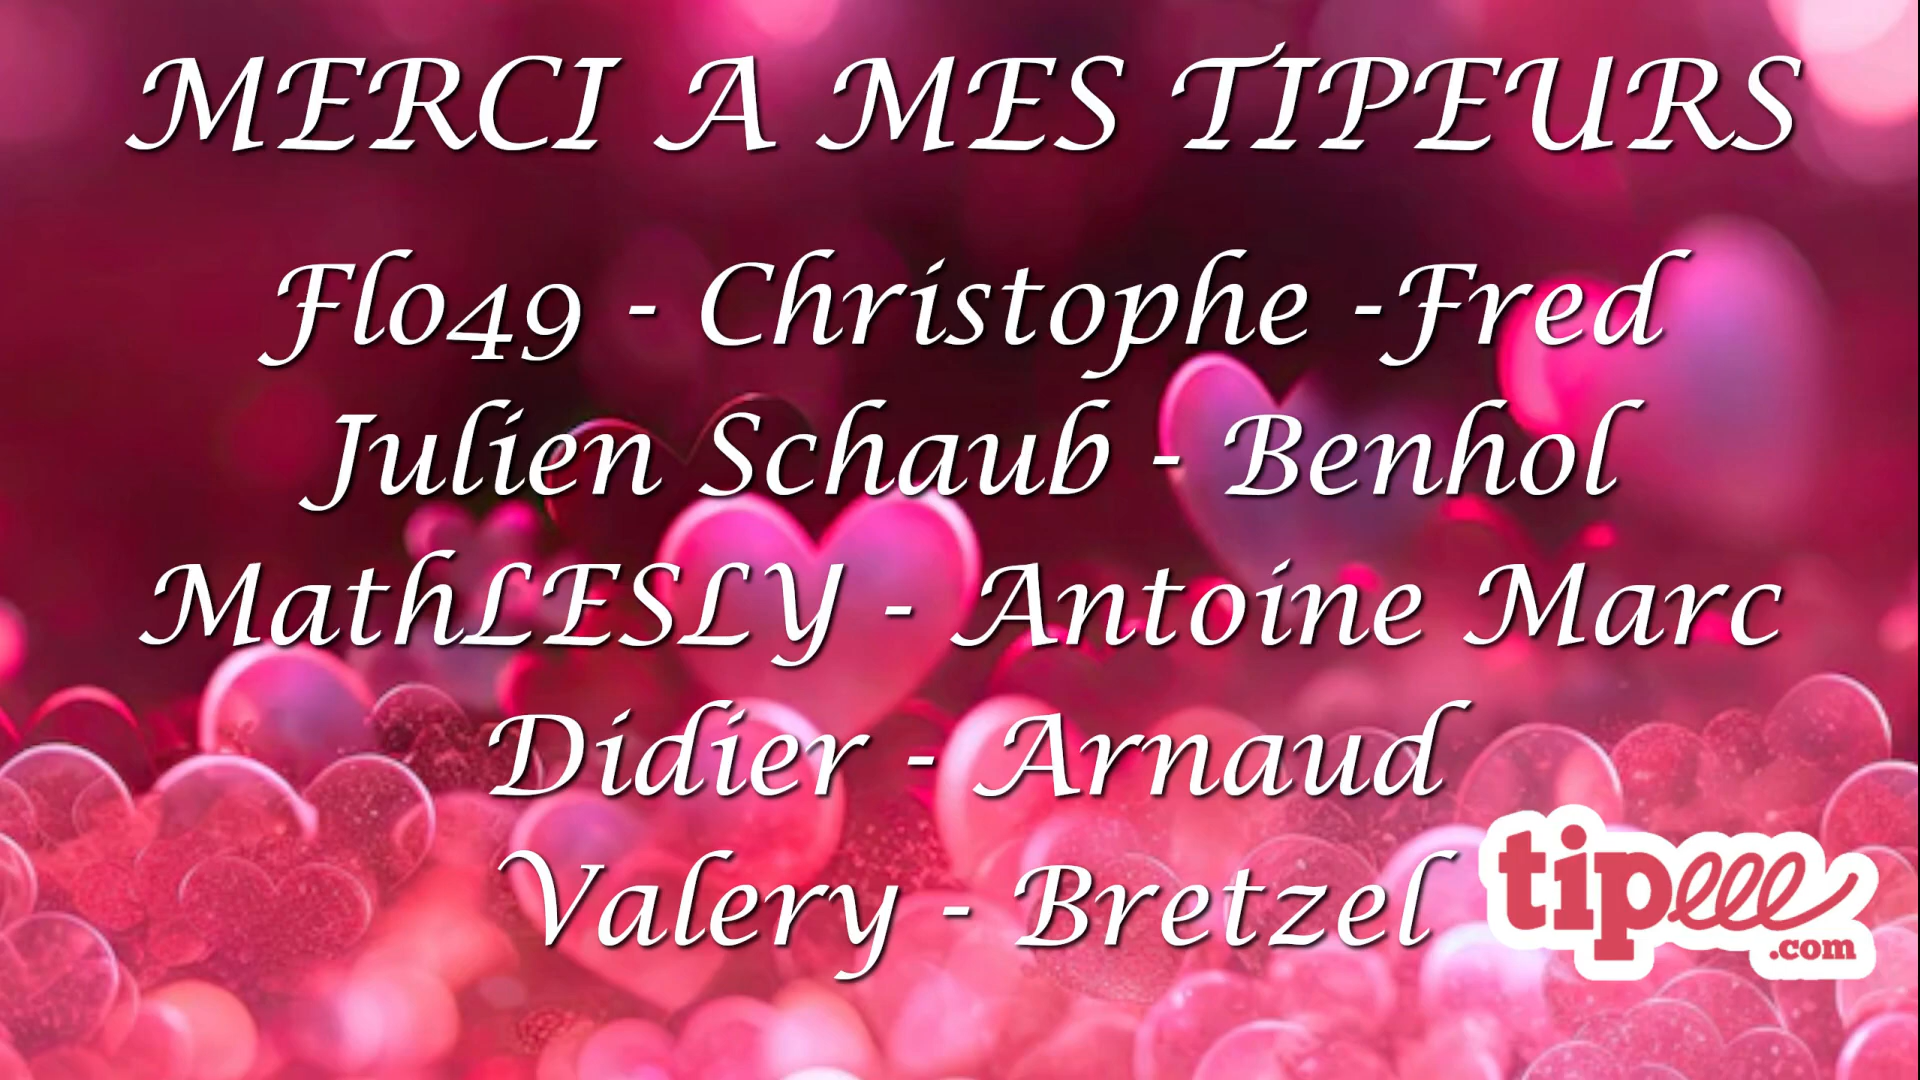 MERCI A MES TIPEURS
Flo49 - Christophe -Fred
Julien Schaub - Benhol
MathLESLY - Antoine Marc
Didier - Arnaud
Valery - Bretzel
tipeee
.com